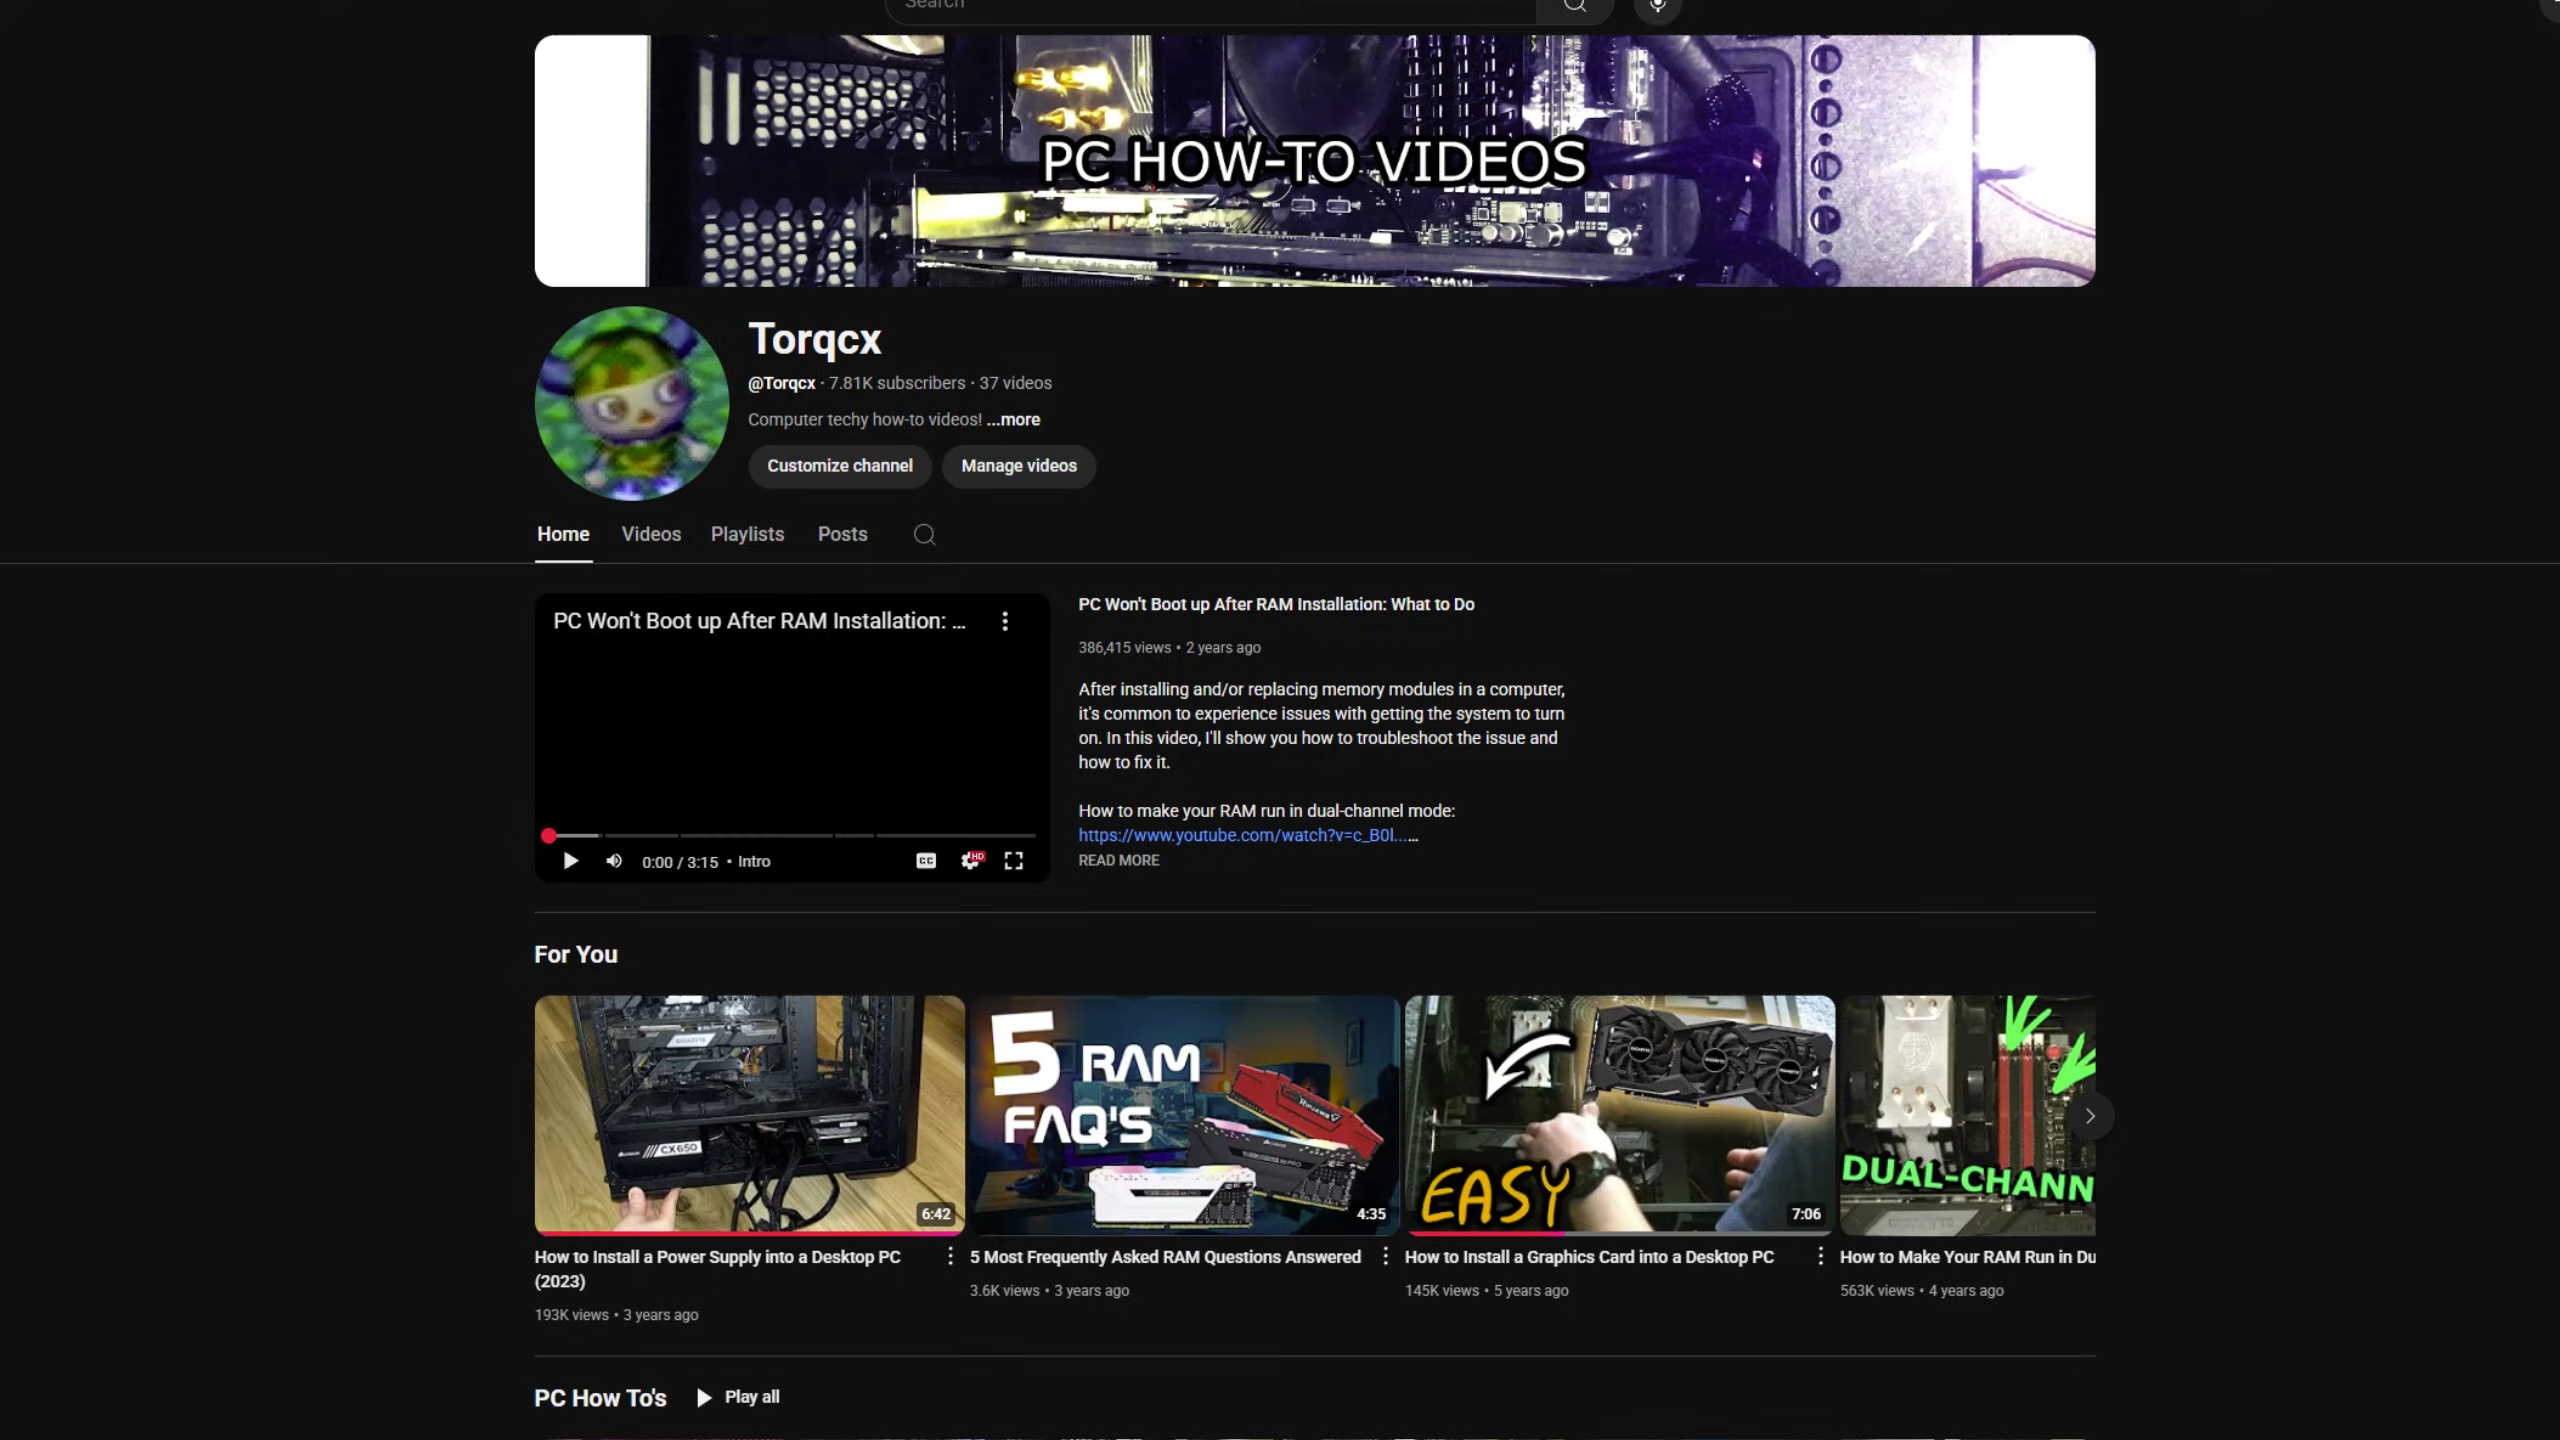 Search
PC HOW-TO VIDEOS
Torqcx
@Torqcx · 7.81K subscribers · 37 videos
Computer techy how-to videos! ...more
Customize channel
Manage videos
Home
Videos
Playlists
Posts
PC Won't Boot up After RAM Installation: ...
0:00 / 3:15 • Intro
CC
HD
PC Won't Boot up After RAM Installation: What to Do
386,415 views • 2 years ago
After installing and/or replacing memory modules in a computer,
it's common to experience issues with getting the system to turn
on. In this video, I'll show you how to troubleshoot the issue and
how to fix it.
How to make your RAM run in dual-channel mode:
https://www.youtube.com/watch?v=c_B0l......
READ MORE
For You
GIGABYTE
CX650
6:42
How to Install a Power Supply into a Desktop PC
(2023)
193K views • 3 years ago
5 RAM
FAQ'S
4:35
5 Most Frequently Asked RAM Questions Answered
3.6K views • 3 years ago
EASY
7:06
How to Install a Graphics Card into a Desktop PC
145K views • 5 years ago
DUAL-CHANN
How to Make Your RAM Run in Du
563K views • 4 years ago
PC How To's
Play all